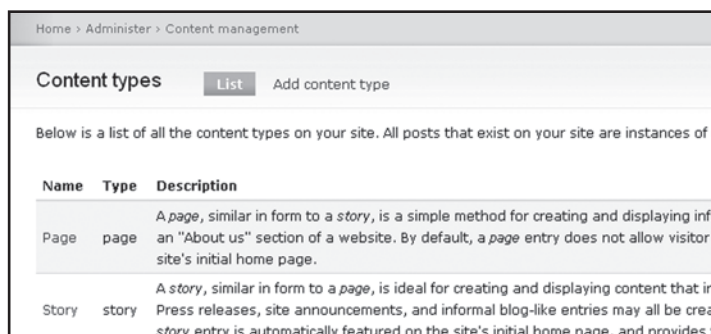 Home > Administer > Content management
Content types List Add content type
Below is a list of all the content types on your site. All posts that exist on your site are instances of
Name Type Description
A page, similar in form to a story, is a simple method for creating and displaying inf
Page page an "About us" section of a website. By default, a page entry does not allow visitor
site's initial home page.
A story, similar in form to a page, is ideal for creating and displaying content that i
Story story Press releases, site announcements, and informal blog-like entries may all be crea
story entry is automatically featured on the site's initial home page, and provides